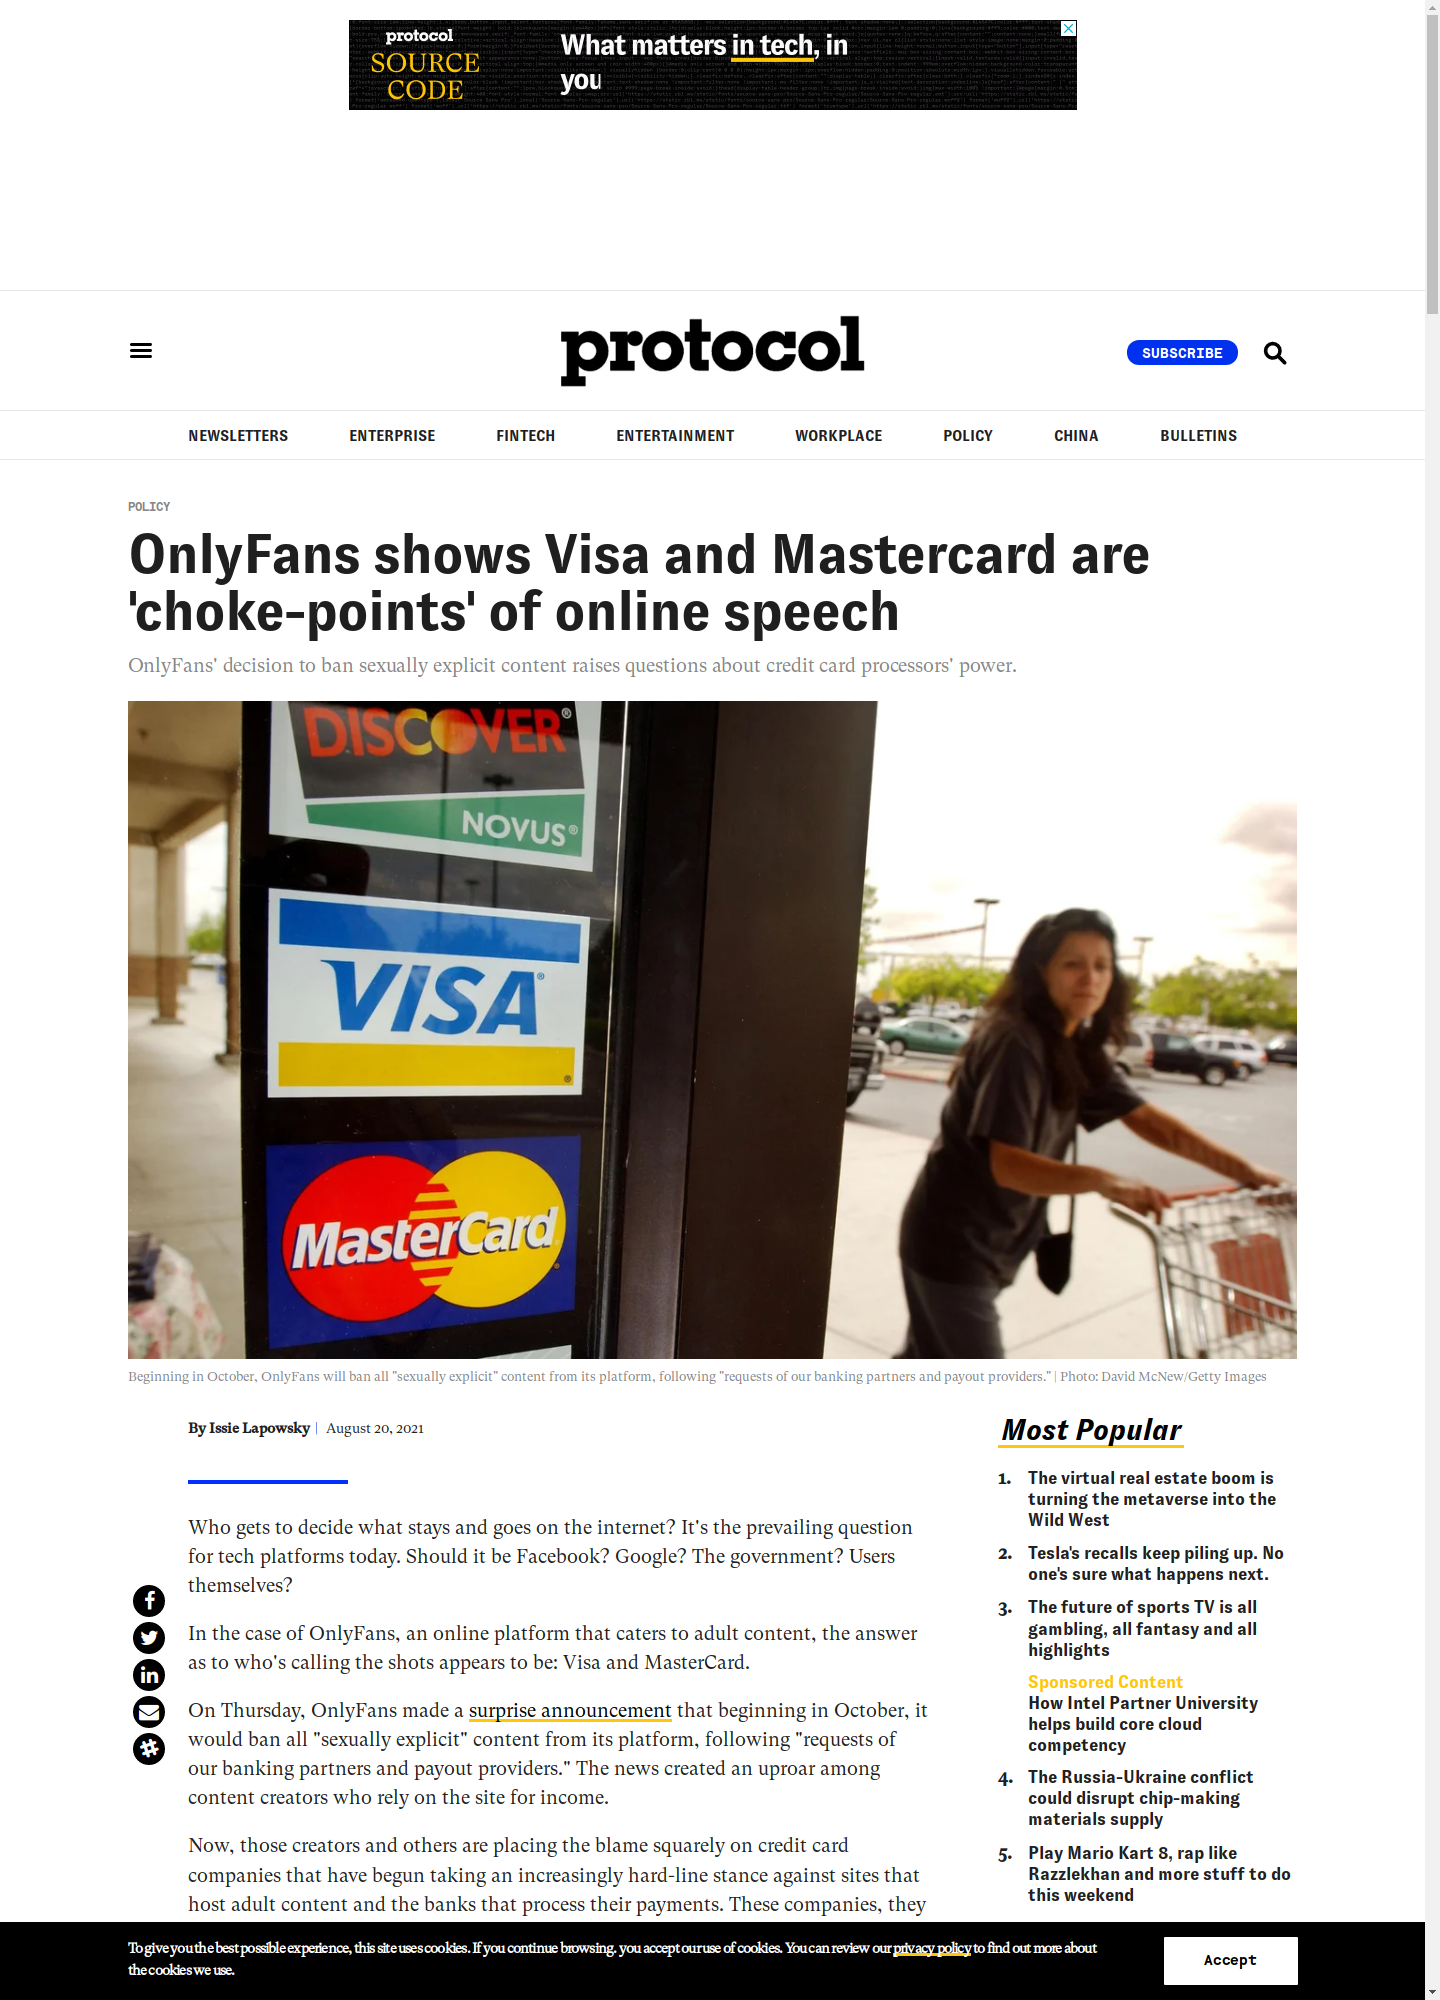 protocol
SOURCE
CODE
What matters in tech, in
you
protocol
SUBSCRIBE
NEWSLETTERS ENTERPRISE FINTECH ENTERTAINMENT WORKPLACE POLICY CHINA BULLETINS
POLICY
OnlyFans shows Visa and Mastercard are
'choke-points' of online speech
OnlyFans' decision to ban sexually explicit content raises questions about credit card processors' power.
DISCOVER®
NOVUS®
VISA®
®
MasterCard
Beginning in October, OnlyFans will ban all "sexually explicit" content from its platform, following "requests of our banking partners and payout providers." | Photo: David McNew/Getty Images
By Issie Lapowsky | August 20, 2021
Who gets to decide what stays and goes on the internet? It's the prevailing question
for tech platforms today. Should it be Facebook? Google? The government? Users
themselves?
In the case of OnlyFans, an online platform that caters to adult content, the answer
as to who's calling the shots appears to be: Visa and MasterCard.
On Thursday, OnlyFans made a surprise announcement that beginning in October, it
would ban all "sexually explicit" content from its platform, following "requests of
our banking partners and payout providers." The news created an uproar among
content creators who rely on the site for income.
Now, those creators and others are placing the blame squarely on credit card
companies that have begun taking an increasingly hard-line stance against sites that
host adult content and the banks that process their payments. These companies, they
Most Popular
1. The virtual real estate boom is
turning the metaverse into the
Wild West
2. Tesla's recalls keep piling up. No
one's sure what happens next.
3. The future of sports TV is all
gambling, all fantasy and all
highlights
Sponsored Content
How Intel Partner University
helps build core cloud
competency
4. The Russia-Ukraine conflict
could disrupt chip-making
materials supply
5. Play Mario Kart 8, rap like
Razzlekhan and more stuff to do
this weekend
To give you the best possible experience, this site uses cookies. If you continue browsing. you accept our use of cookies. You can review our privacy policy to find out more about
the cookies we use.
Accept